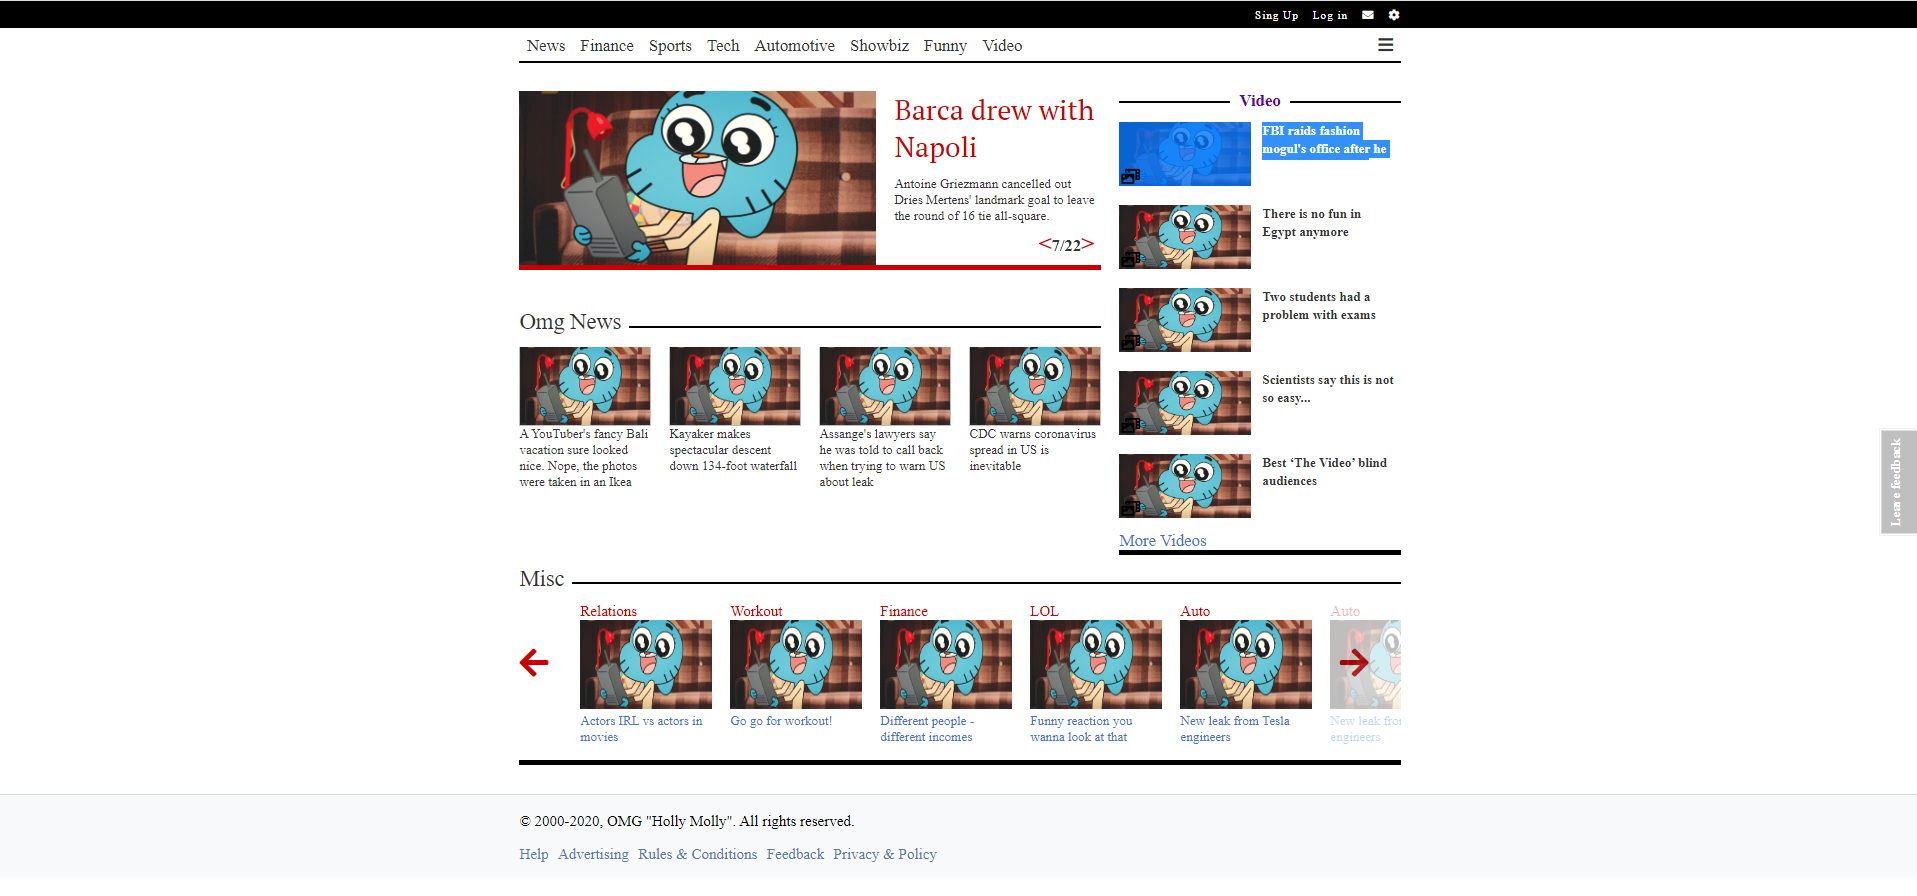 Sing Up Log in
News Finance Sports Tech Automotive Showbiz Funny Video
Barca drew with
Napoli
Antoine Griezmann cancelled out
Dries Mertens' landmark goal to leave
the round of 16 tie all-square.
<7/22>
Video
FBI raids fashion
mogul's office after he
There is no fun in
Egypt anymore
Two students had a
problem with exams
Scientists say this is not
so easy...
Best ‘The Video’ blind
audiences
More Videos
Omg News
A YouTuber's fancy Bali
vacation sure looked
nice. Nope, the photos
were taken in an Ikea
Kayaker makes
spectacular descent
down 134-foot waterfall
Assange's lawyers say
he was told to call back
when trying to warn US
about leak
CDC warns coronavirus
spread in US is
inevitable
Leave feedback
Misc
Relations
Actors IRL vs actors in
movies
Workout
Go go for workout!
Finance
Different people -
different incomes
LOL
Funny reaction you
wanna look at that
Auto
New leak from Tesla
engineers
Auto
New leak from
engineers
© 2000-2020, OMG "Holly Molly". All rights reserved.
Help Advertising Rules & Conditions Feedback Privacy & Policy